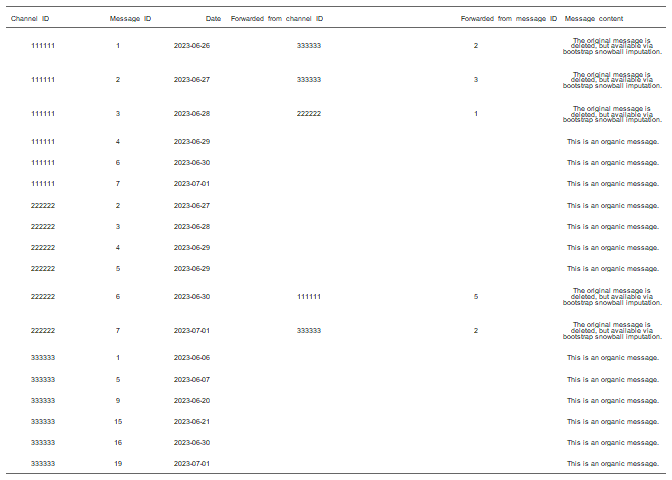 Channel ID Message ID Date Forwarded from channel ID Forwarded from message ID Message content
111111 1 2023-06-26 333333 2 The original message is
deleted, but available via
bootstrap snowball imputation.
111111 2 2023-06-27 333333 3 The original message is
deleted, but available via
bootstrap snowball imputation.
111111 3 2023-06-28 222222 1 The original message is
deleted, but available via
bootstrap snowball imputation.
111111 4 2023-06-29 This is an organic message.
111111 6 2023-06-30 This is an organic message.
111111 7 2023-07-01 This is an organic message.
222222 2 2023-06-27 This is an organic message.
222222 3 2023-06-28 This is an organic message.
222222 4 2023-06-29 This is an organic message.
222222 5 2023-06-29 This is an organic message.
222222 6 2023-06-30 111111 5 The original message is
deleted, but available via
bootstrap snowball imputation.
222222 7 2023-07-01 333333 2 The original message is
deleted, but available via
bootstrap snowball imputation.
333333 1 2023-06-06 This is an organic message.
333333 5 2023-06-07 This is an organic message.
333333 9 2023-06-20 This is an organic message.
333333 15 2023-06-21 This is an organic message.
333333 16 2023-06-30 This is an organic message.
333333 19 2023-07-01 This is an organic message.